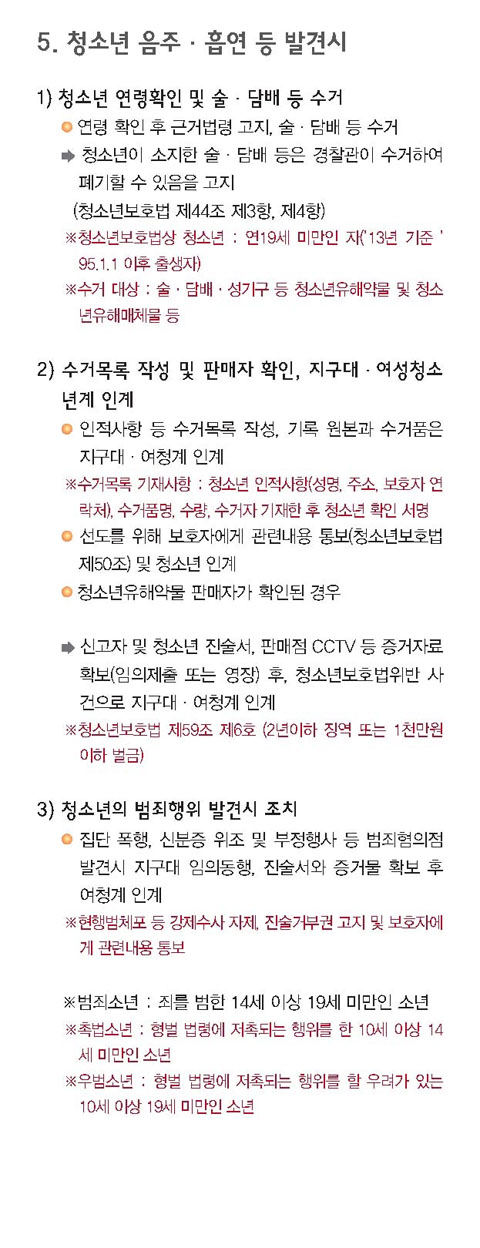 5. 청소년 음주 · 흡연 등 발견시
1) 청소년 연령확인 및 술 · 담배 등 수거
연령 확인 후 근거법령 고지, 술 · 담배 등 수거
➡ 청소년이 소지한 술 · 담배 등은 경찰관이 수거하여
폐기할 수 있음을 고지
(청소년보호법 제44조 제3항, 제4항)
※청소년보호법상 청소년 : 연19세 미만인 자('13년 기준 '
95.1.1 이후 출생자)
※수거 대상 : 술 · 담배 · 성기구 등 청소년유해약물 및 청소
년유해매체물 등
2) 수거목록 작성 및 판매자 확인, 지구대 · 여성청소
년계 인계
인적사항 등 수거목록 작성, 기록 원본과 수거품은
지구대 · 여청계 인계
※수거목록 기재사항 : 청소년 인적사항(성명, 주소, 보호자 연
락처), 수거품명, 수량, 수거자 기재한 후 청소년 확인 서명
선도를 위해 보호자에게 관련내용 통보(청소년보호법
제50조) 및 청소년 인계
청소년유해약물 판매자가 확인된 경우
➡ 신고자 및 청소년 진술서, 판매점 CCTV 등 증거자료
확보(임의제출 또는 영장) 후, 청소년보호법위반 사
건으로 지구대 · 여청계 인계
※청소년보호법 제59조 제6호 (2년이하 징역 또는 1천만원
이하 벌금)
3) 청소년의 범죄행위 발견시 조치
집단 폭행, 신분증 위조 및 부정행사 등 범죄혐의점
발견시 지구대 임의동행, 진술서와 증거물 확보 후
여청계 인계
※현행범체포 등 강제수사 자제, 진술거부권 고지 및 보호자에
게 관련내용 통보
※범죄소년 : 죄를 범한 14세 이상 19세 미만인 소년
※촉법소년 : 형벌 법령에 저촉되는 행위를 한 10세 이상 14
세 미만인 소년
※우범소년 : 형벌 법령에 저촉되는 행위를 할 우려가 있는
10세 이상 19세 미만인 소년